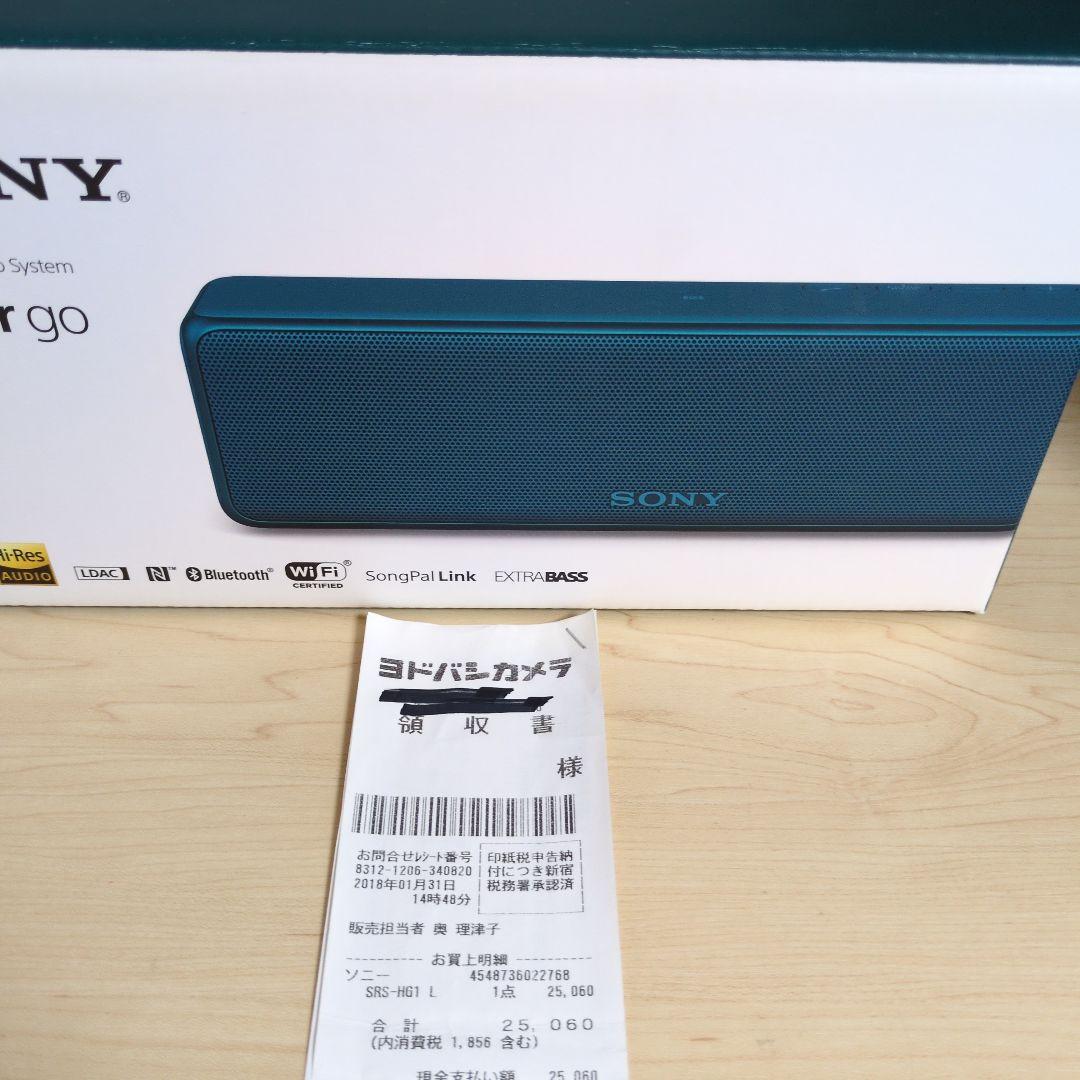 NY®
o System
r go
SONY
Hi-Res
AUDIO
LDAC N™ Bluetooth® Wi Fi® CERTIFIED SongPal Link EXTRABASS
ヨドバシカメラ
領 収 書
様
お問合せﾚｼｰﾄ番号
8312-1206-340820
2018年01月31日
14時48分
印紙税申告納
付につき新宿
税務署承認済
販売担当者 奥 理津子
---------- お買上明細 ----------
ソニー 4548736022768
SRS-HG1 L 1点 25,060
合 計 25,060
(内消費税 1,856 含む)
現金支払い額 25,060